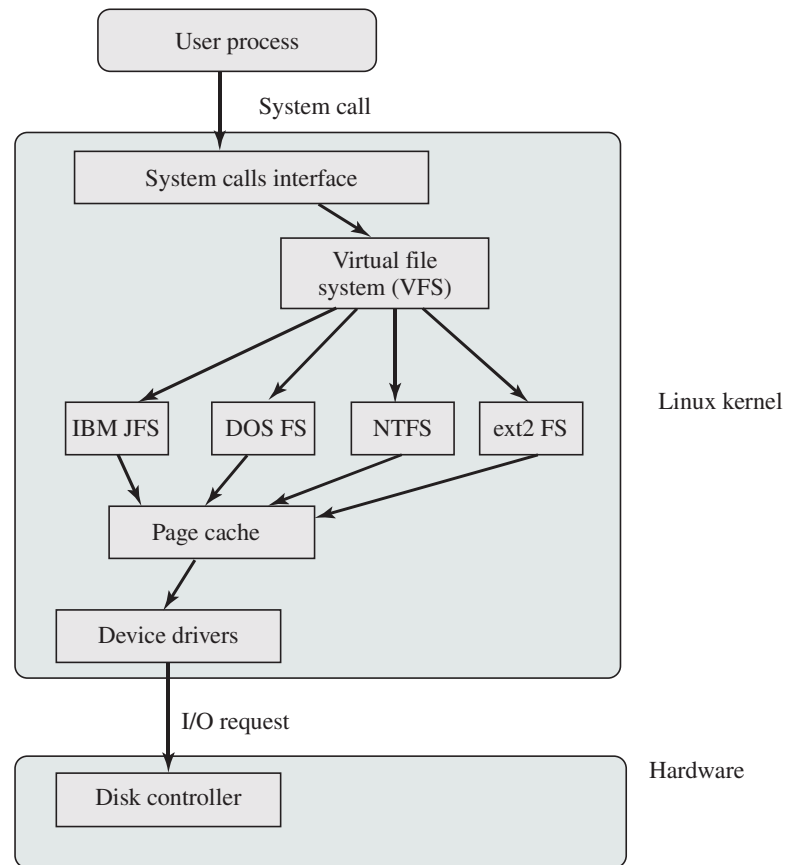 User process
System call
System calls interface
Virtual file
system (VFS)
Linux kernel
IBM JFS
DOS FS
NTFS
ext2 FS
Page cache
Device drivers
I/O request
Hardware
Disk controller